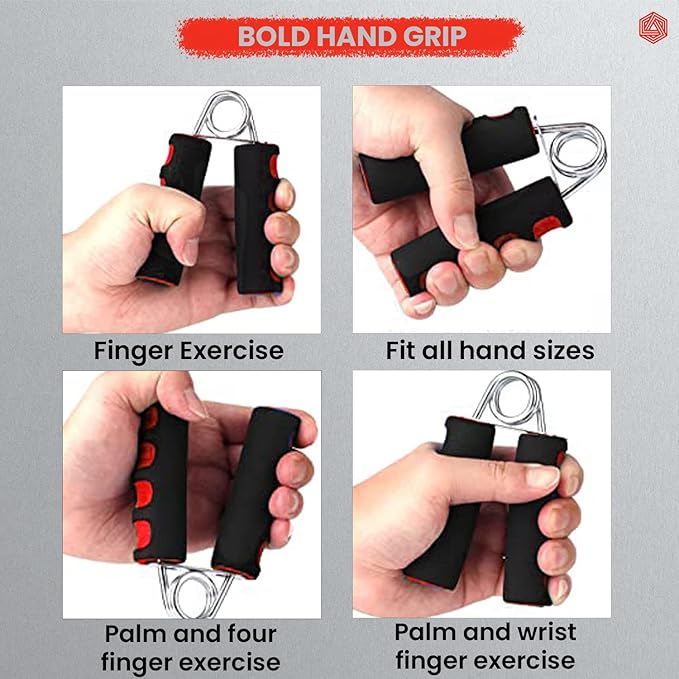 BOLD HAND GRIP
Finger Exercise
Fit all hand sizes
Palm and four
finger exercise
Palm and wrist
finger exercise